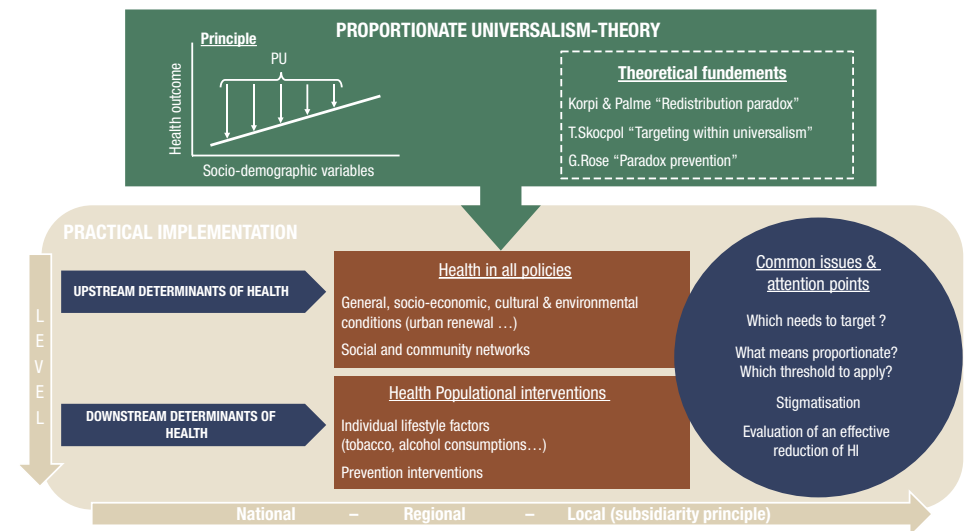 PROPORTIONATE UNIVERSALISM-THEORY
Principle
PU
Health outcome
Socio-demographic variables
Theoretical fundements
Korpi & Palme “Redistribution paradox”
T.Skocpol “Targeting within universalism”
G.Rose “Paradox prevention”
PRACTICAL IMPLEMENTATION
LEVEL
UPSTREAM DETERMINANTS OF HEALTH
Health in all policies
General, socio-economic, cultural & environmental
conditions (urban renewal …)
Social and community networks
DOWNSTREAM DETERMINANTS OF
HEALTH
Health Populational interventions
Individual lifestyle factors
(tobacco, alcohol consumptions…)
Prevention interventions
Common issues &
attention points
Which needs to target ?
What means proportionate?
Which threshold to apply?
Stigmatisation
Evaluation of an effective
reduction of HI
National – Regional – Local (subsidiarity principle)